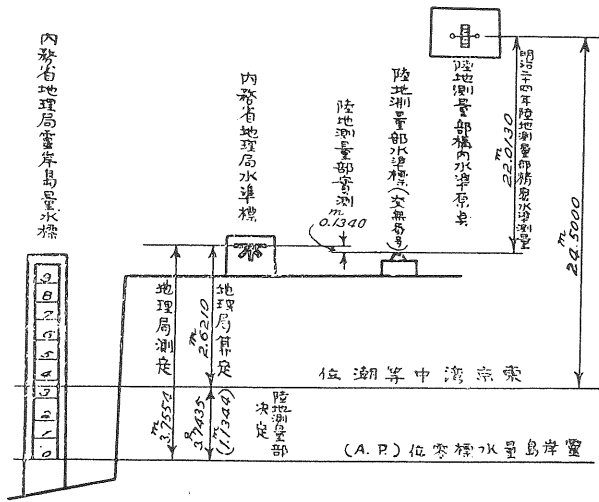 内務省地理局霊岸島量水標
内務省地理局水準標
陸地測量部実測
m
0.1340
陸地測量部水準標(交無番号)
陸地測量部構内水準原点
明治二十四年陸地測量部精密水準測量
m
22.0130
m
24.5000
9
8
7
6
5
4
3
2
1
0
地理局測定
m
3.7554
地理局算定
m
2.6210
3.7435
(1.1344)
m
陸地測量部
決定
位潮等中湾京東
(A.P.)位零標水量島岸霊